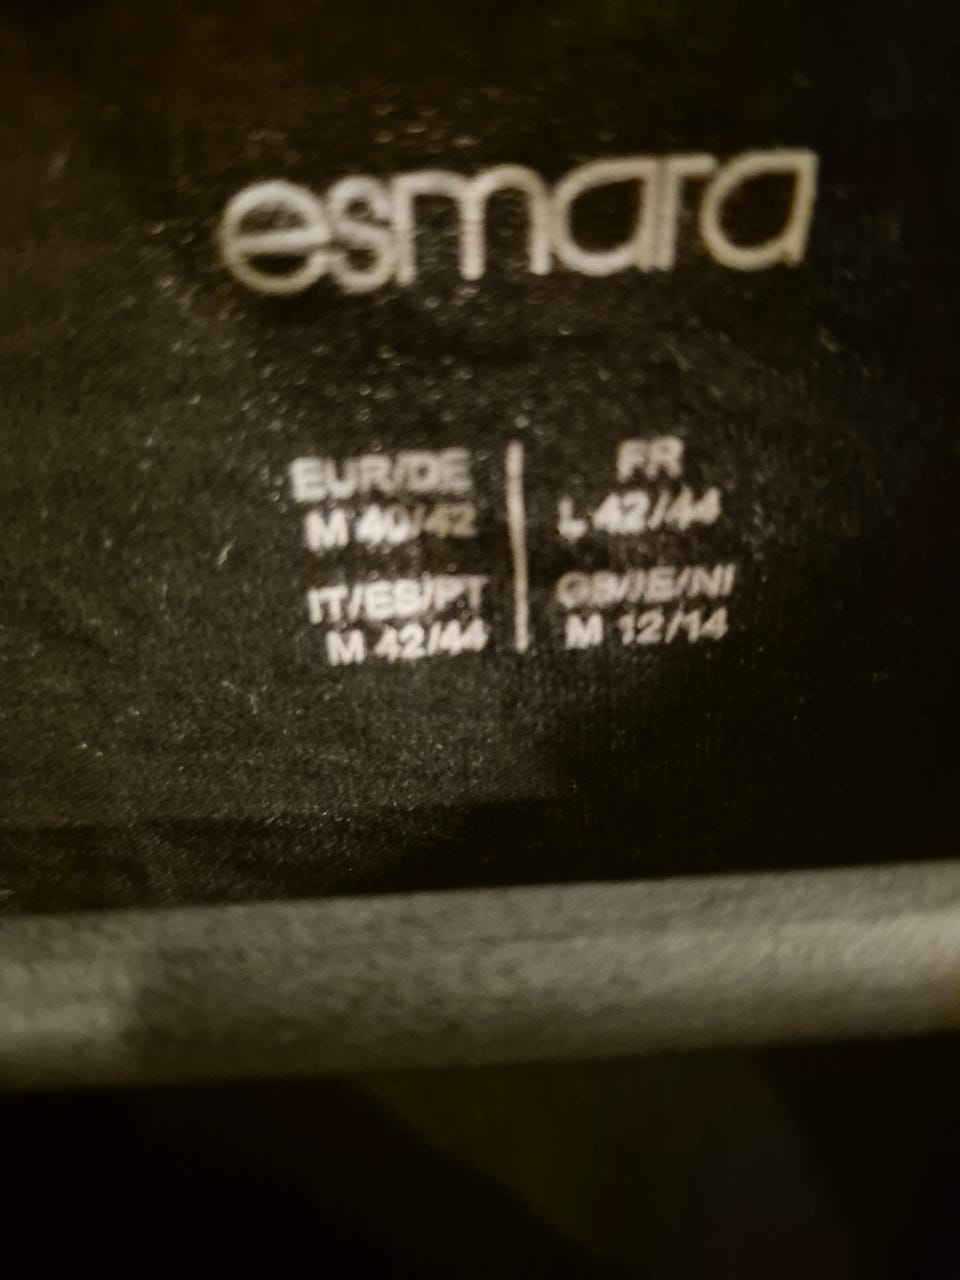 esmara
EUR/DE
M 40/42
FR
L 42/44
IT/ES/PT
M 42/44
GB/IE/NI
M 12/14